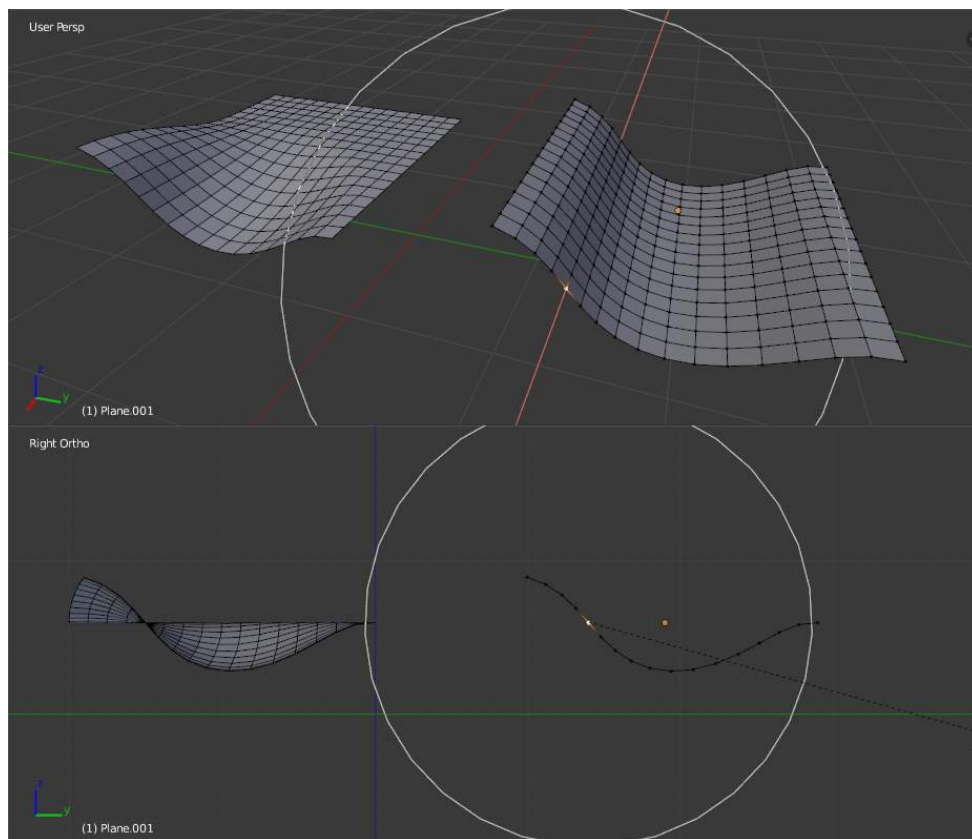 User Persp
z
y
(1) Plane.001
Right Ortho
z
y
(1) Plane.001